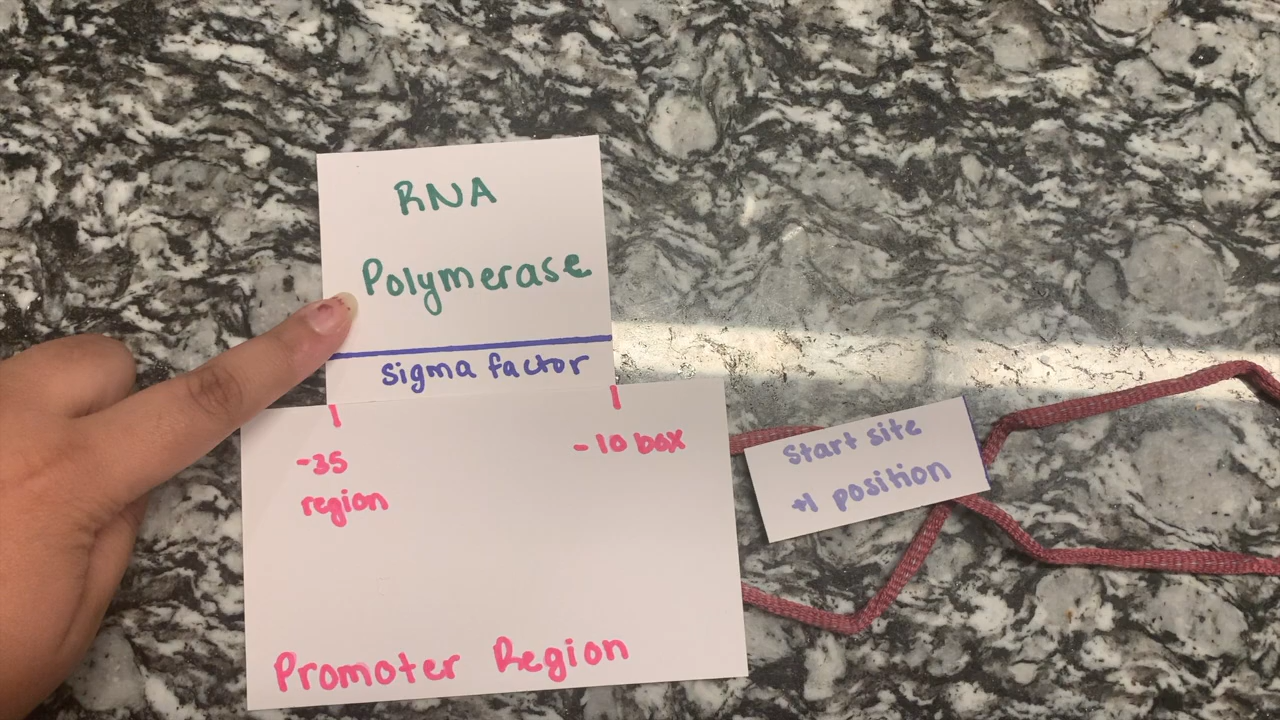 RNA
Polymerase
sigma factor
-35
region
-10 box
Start site
+1 position
Promoter Region